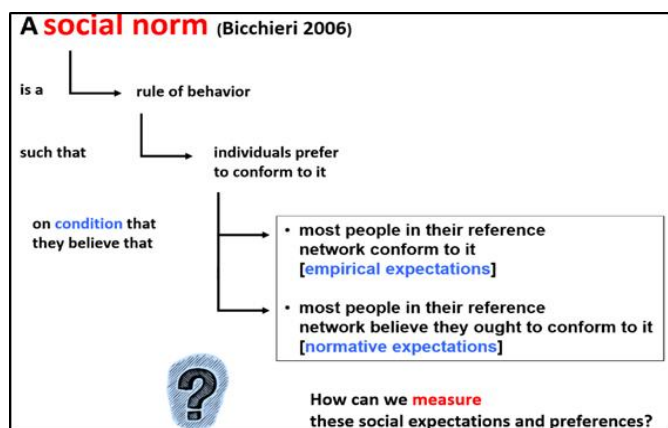 A social norm (Bicchieri 2006)
is a
rule of behavior
such that
individuals prefer
to conform to it
on condition that
they believe that
• most people in their reference
network conform to it
[empirical expectations]
• most people in their reference
network believe they ought to conform to it
[normative expectations]
?
How can we measure
these social expectations and preferences?